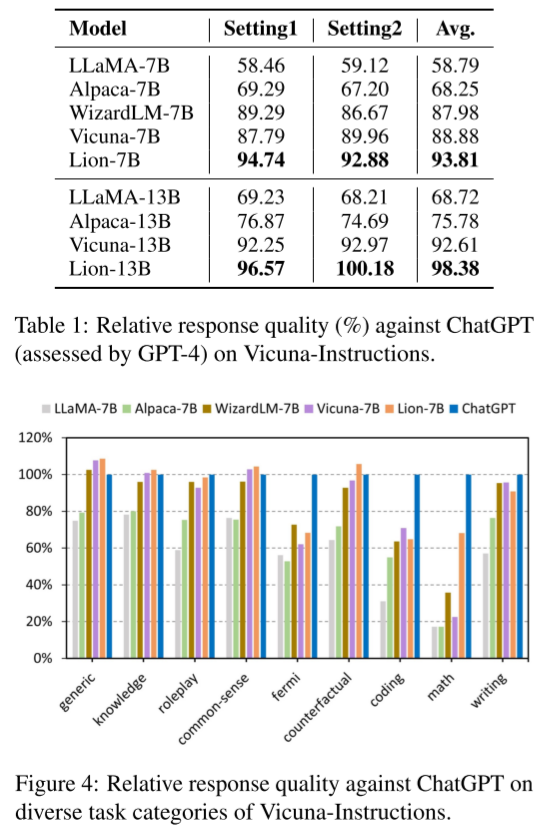 Model Setting1 Setting2 Avg.
LLaMA-7B 58.46 59.12 58.79
Alpaca-7B 69.29 67.20 68.25
WizardLM-7B 89.29 86.67 87.98
Vicuna-7B 87.79 89.96 88.88
Lion-7B 94.74 92.88 93.81
LLaMA-13B 69.23 68.21 68.72
Alpaca-13B 76.87 74.69 75.78
Vicuna-13B 92.25 92.97 92.61
Lion-13B 96.57 100.18 98.38
Table 1: Relative response quality (%) against ChatGPT
(assessed by GPT-4) on Vicuna-Instructions.
LLaMA-7B Alpaca-7B WizardLM-7B Vicuna-7B Lion-7B ChatGPT
120%
100%
80%
60%
40%
20%
0%
generic knowledge roleplay common-sense fermi counterfactual coding math writing
Figure 4: Relative response quality against ChatGPT on
diverse task categories of Vicuna-Instructions.